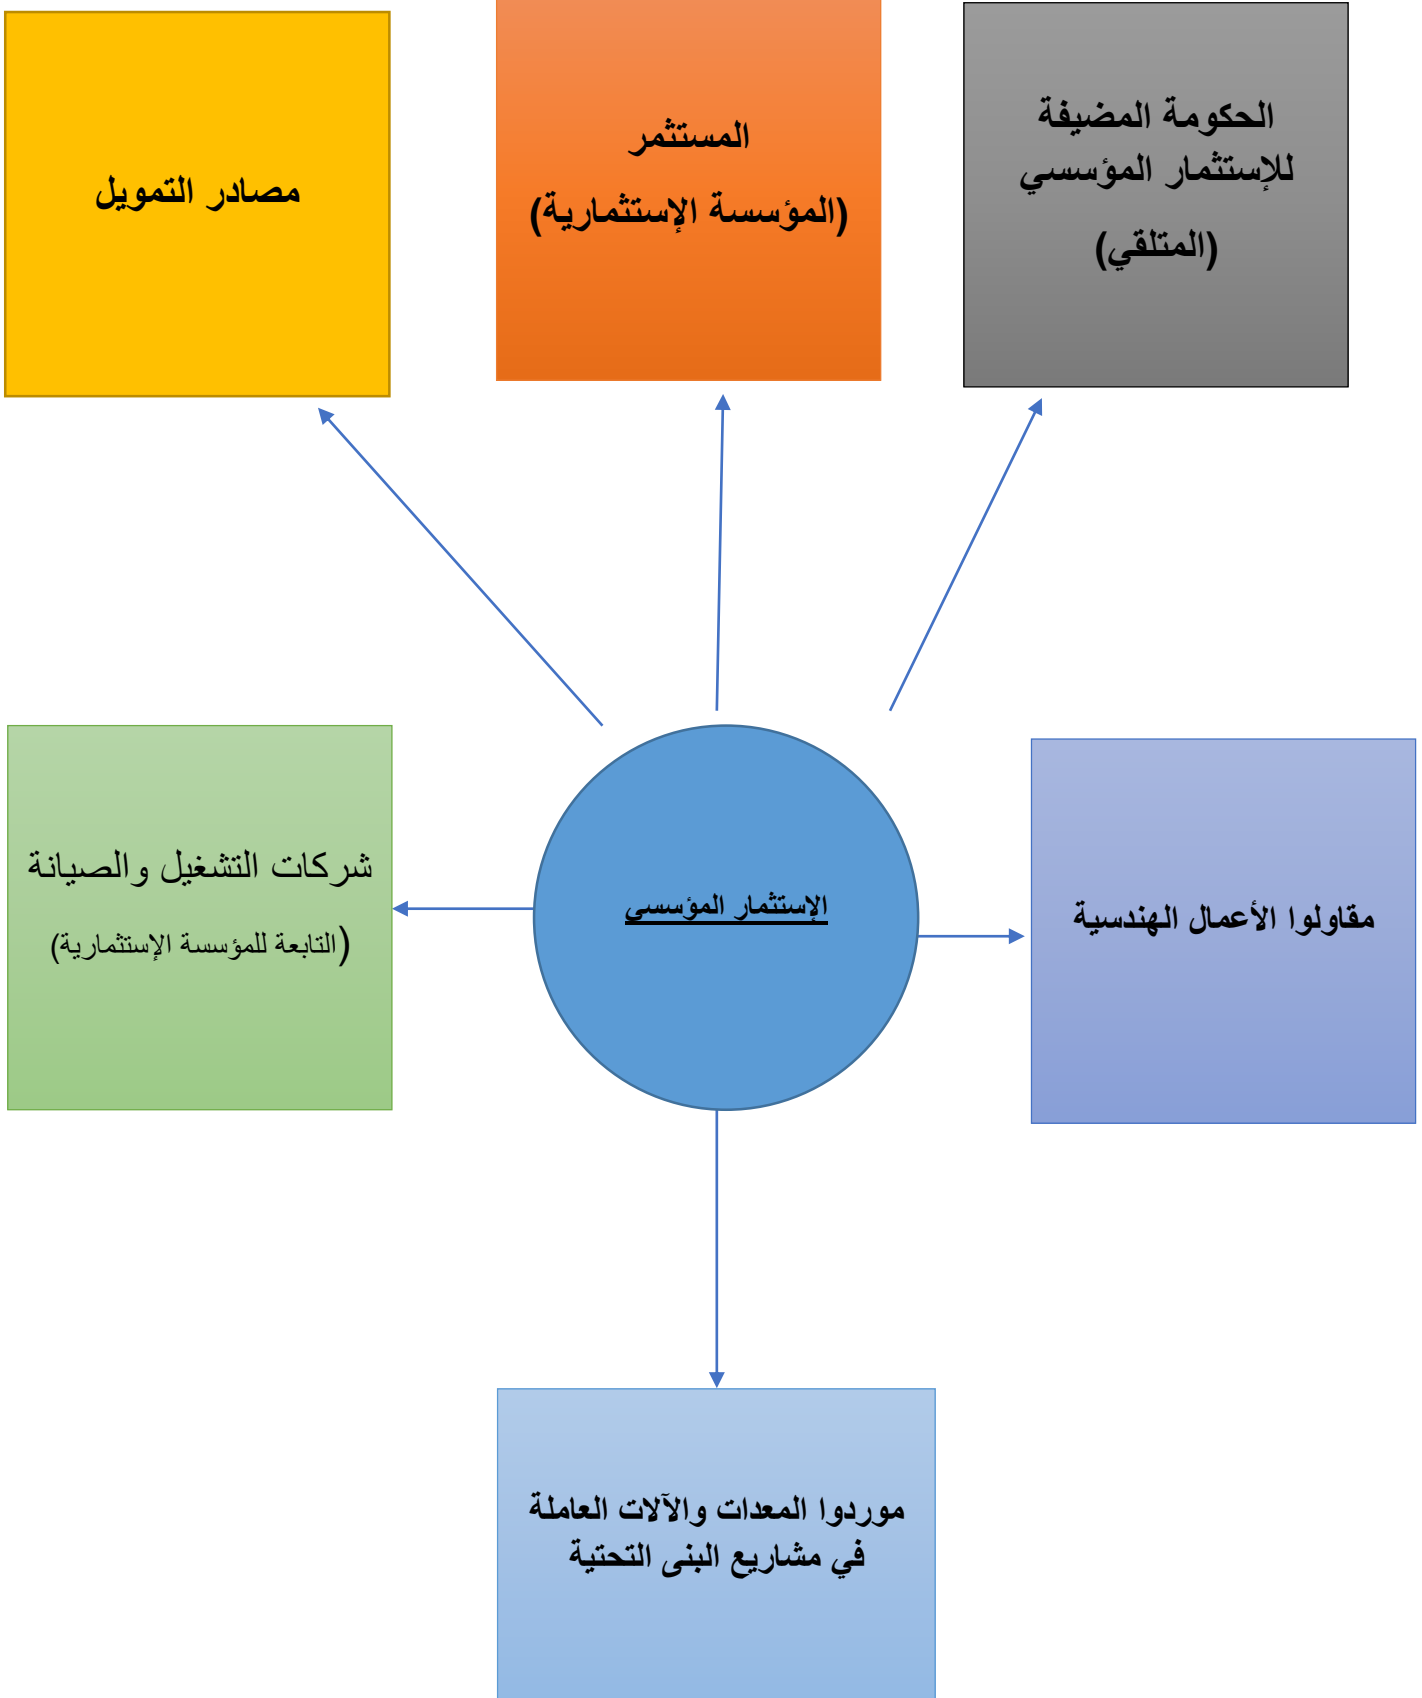 الحكومة المضيفة
للإستثمار المؤسسي
(المتلقي)
المستثمر
(المؤسسة الإستثمارية)
مصادر التمويل
مقاولوا الأعمال الهندسية
الإستثمار المؤسسي
شركات التشغيل والصيانة
(التابعة للمؤسسة الإستثمارية)
موردوا المعدات والآلات العاملة
في مشاريع البنى التحتية